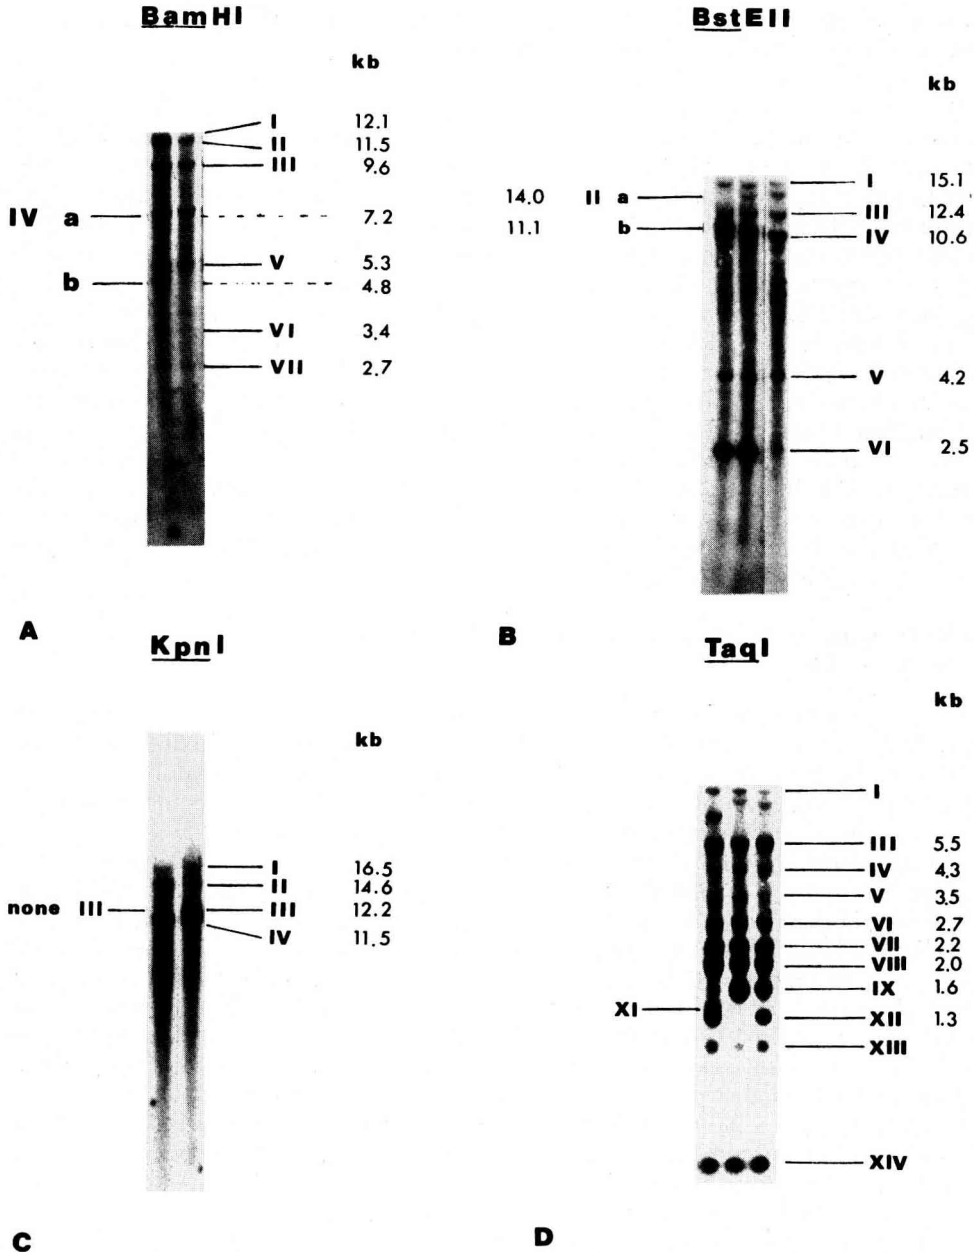 BamHI
kb
I 12.1
II 11.5
III 9.6
IV a 7.2
V 5.3
b 4.8
VI 3.4
VII 2.7
A
BstEII
kb
I 15.1
14.0 II a
III 12.4
11.1 b
IV 10.6
V 4.2
VI 2.5
B
KpnI
kb
I 16.5
II 14.6
none III III 12.2
IV 11.5
C
TaqI
kb
I
III 5.5
IV 4.3
V 3.5
VI 2.7
VII 2.2
VIII 2.0
IX 1.6
XI
XII 1.3
XIII
XIV
D